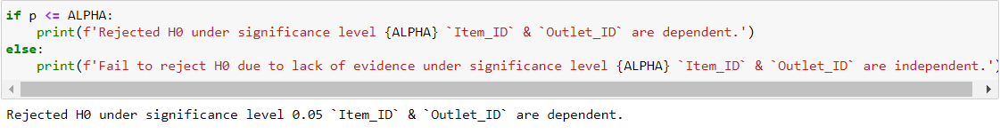 if p <= ALPHA:
    print(f'Rejected H0 under significance level {ALPHA} `Item_ID` & `Outlet_ID` are dependent.')
else:
    print(f'Fail to reject H0 due to lack of evidence under significance level {ALPHA} `Item_ID` & `Outlet_ID` are independent.')
Rejected H0 under significance level 0.05 `Item_ID` & `Outlet_ID` are dependent.